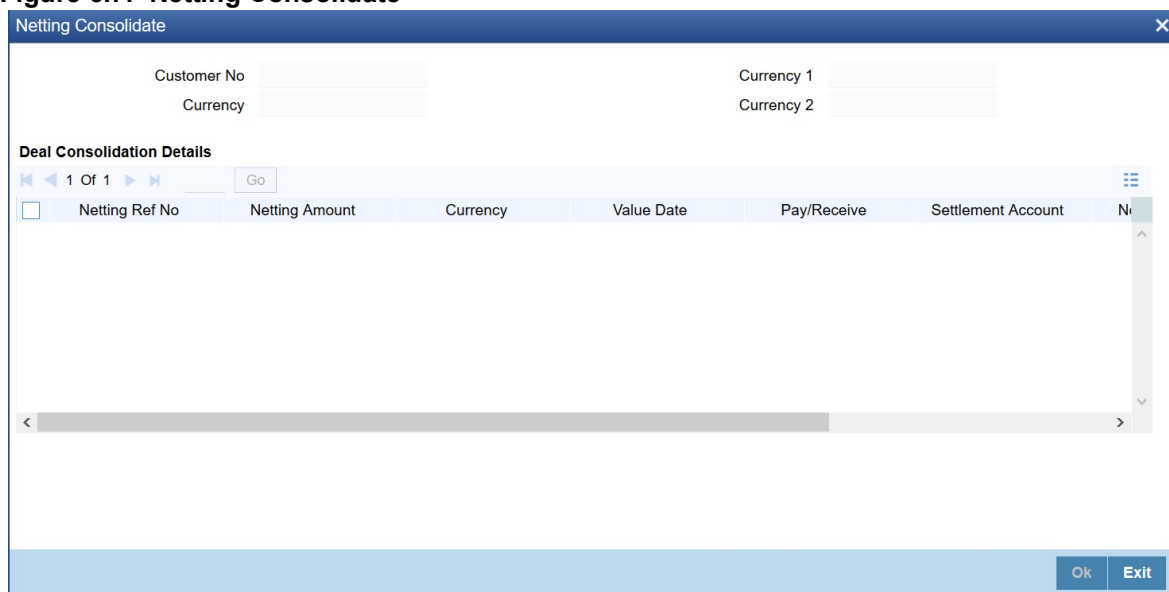 Netting Consolidate
Customer No
Currency 1
Currency
Currency 2
Deal Consolidation Details
1 Of 1 Go
Netting Ref No Netting Amount Currency Value Date Pay/Receive Settlement Account
Ok Exit